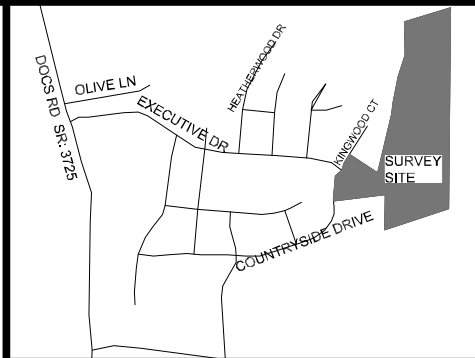 DOCS RD SR: 3725
OLIVE LN
EXECUTIVE DR
HEATHERWOOD DR
KINGWOOD CT
SURVEY
SITE
COUNTRYSIDE DRIVE